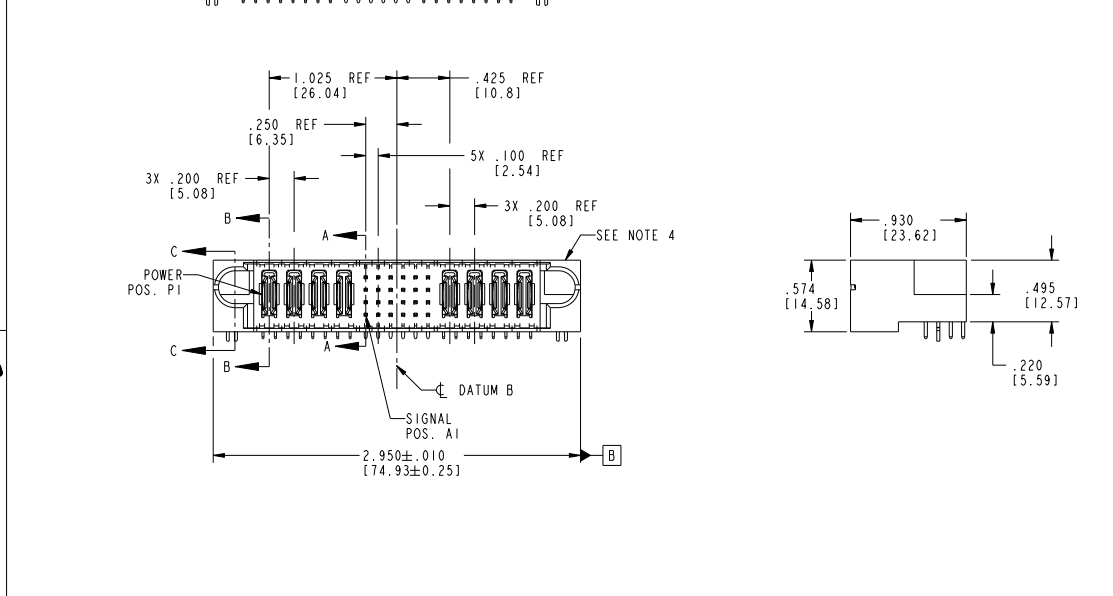 1.025 REF
[26.04]
.425 REF
[10.8]
.250 REF
[6.35]
5X .100 REF
[2.54]
3X .200 REF
[5.08]
3X .200 REF
[5.08]
B
A
SEE NOTE 4
C
POWER
POS. P1
C
A
B
℄ DATUM B
SIGNAL
POS. A1
2.950±.010
[74.93±0.25]
B
.930
[23.62]
.574
[14.58]
.495
[12.57]
.220
[5.59]